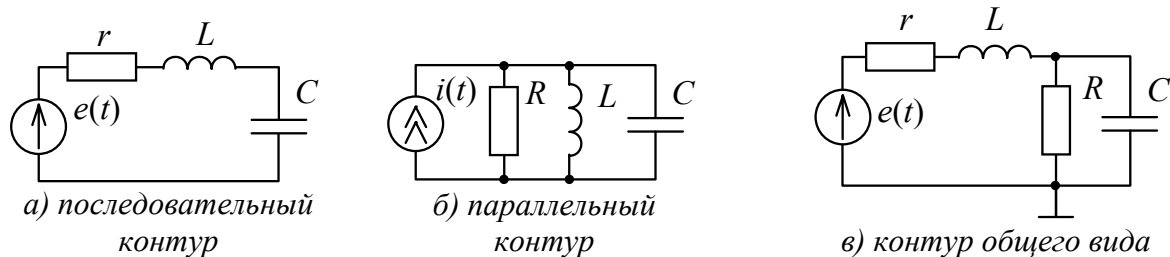 r
L
e(t)
C
а) последовательный
контур
i(t)
R
L
C
б) параллельный
контур
r
L
e(t)
R
C
в) контур общего вида